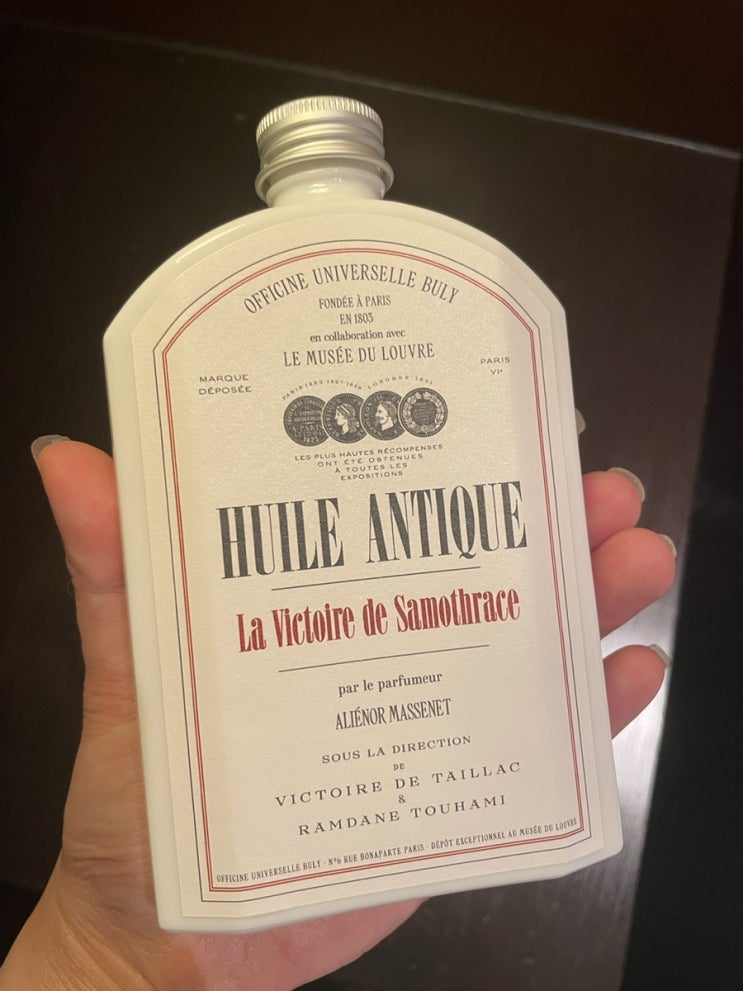 OFFICINE UNIVERSELLE BULY
FONDÉE À PARIS
EN 1803
en collaboration avec
LE MUSÉE DU LOUVRE
MARQUE
DÉPOSÉE
PARIS
VIᵉ
LONDRES
LES PLUS HAUTES RÉCOMPENSES
ONT ÉTÉ OBTENUES
À TOUTES LES
EXPOSITIONS
HUILE ANTIQUE
La Victoire de Samothrace
par le parfumeur
ALIÉNOR MASSENET
SOUS LA DIRECTION
DE
VICTOIRE DE TAILLAC
&
RAMDANE TOUHAMI
OFFICINE UNIVERSELLE BULY - Nº6 RUE BONAPARTE PARIS - DÉPÔT EXCEPTIONNEL AU MUSÉE DU LOUVRE